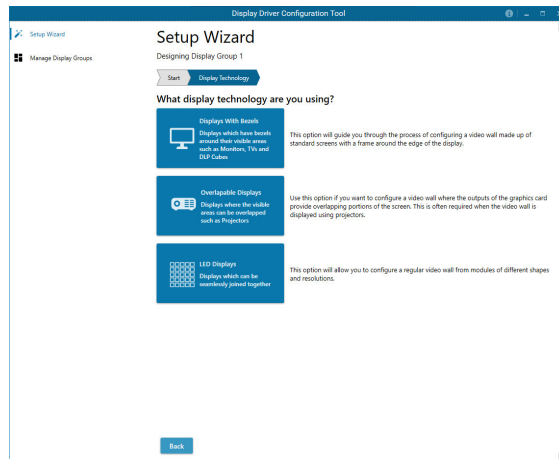 Display Driver Configuration Tool
Setup Wizard
Manage Display Groups
Setup Wizard
Designing Display Group 1
Start
Display Technology
What display technology are you using?
Displays With Bezels
Displays which have bezels
around their visible areas
such as Monitors, TVs and
DLP Cubes
This option will guide you through the process of configuring a video wall made up of
standard screens with a frame around the edge of the display.
Overlapable Displays
Displays where the visible
areas can be overlapped
such as Projectors
Use this option if you want to configure a video wall where the outputs of the graphics card
provide overlapping portions of the screen. This is often required when the video wall is
displayed using projectors.
LED Displays
Displays which can be
seamlessly joined together
This option will allow you to configure a regular video wall from modules of different shapes
and resolutions.
Back